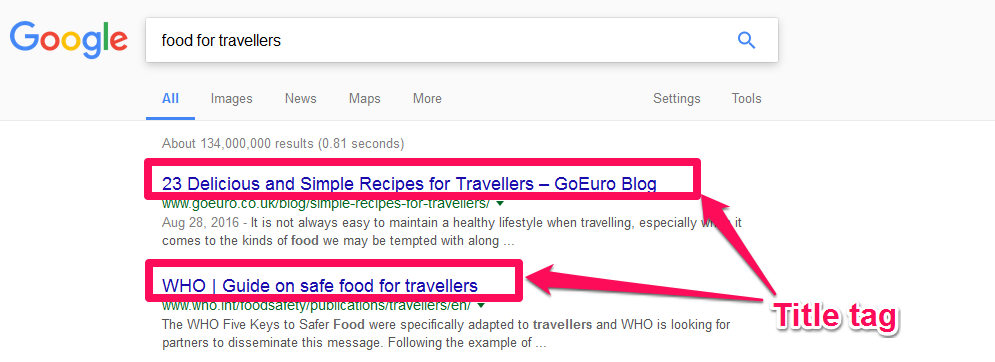 Google
food for travellers
All Images News Maps More Settings Tools
About 134,000,000 results (0.81 seconds)
23 Delicious and Simple Recipes for Travellers – GoEuro Blog
www.goeuro.co.uk/blog/simple-recipes-for-travellers/
Aug 28, 2016 - It is not always easy to maintain a healthy lifestyle when travelling, especially it
comes to the kinds of food we may be tempted with along ...
WHO | Guide on safe food for travellers
www.who.int/foodsafety/publications/travellers/en/
Title tag
The WHO Five Keys to Safer Food were specifically adapted to travellers and WHO is looking for
partners to disseminate this message. Following the example of ...